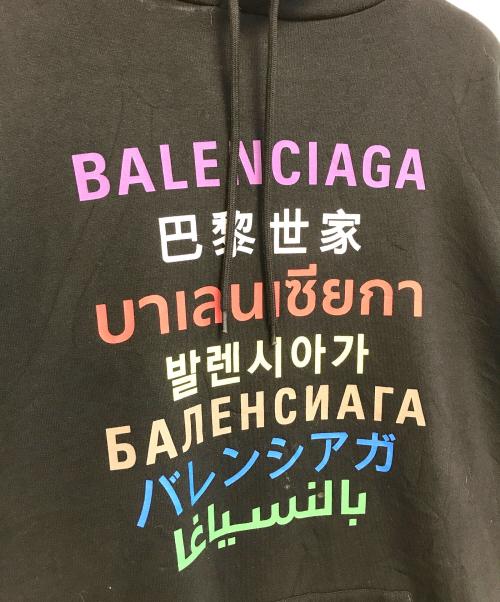 BALENCIAGA
巴黎世家
บาเลนเซียกา
발렌시아가
БАЛЕНСИАГА
バレンシアガ
بالنسياغا